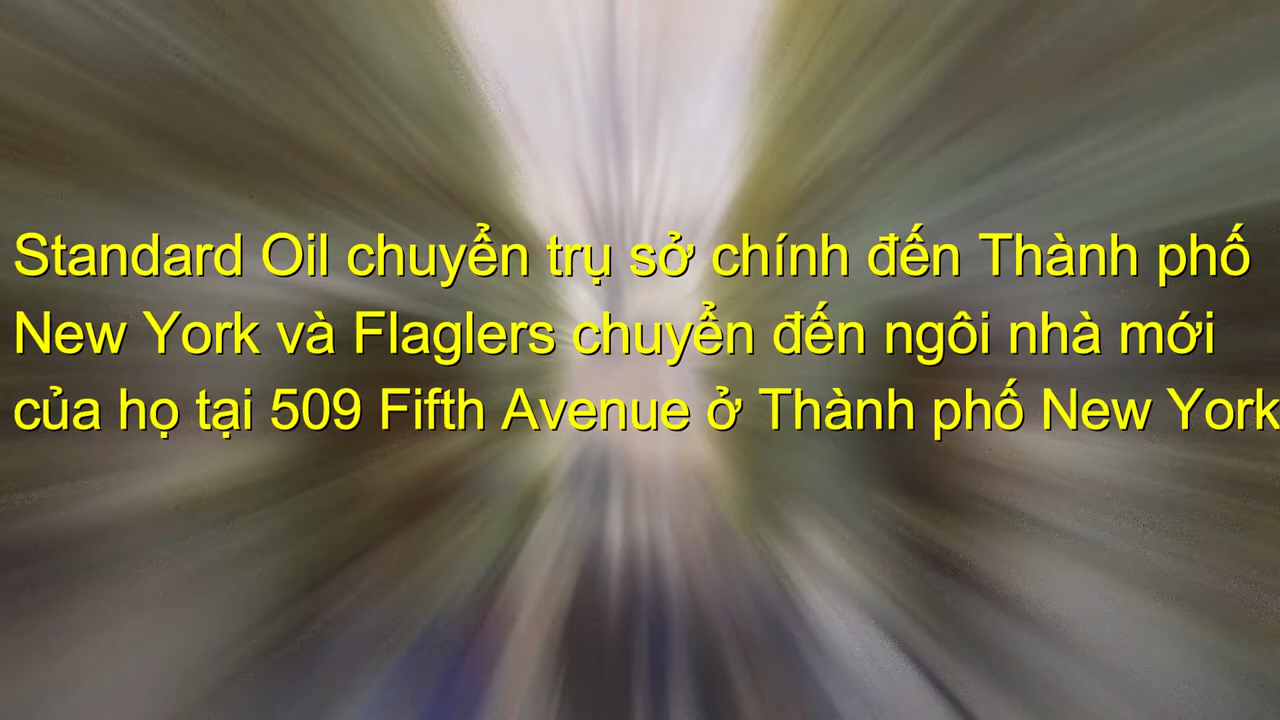 Standard Oil chuyển trụ sở chính đến Thành phố
New York và Flaglers chuyển đến ngôi nhà mới
của họ tại 509 Fifth Avenue ở Thành phố New York